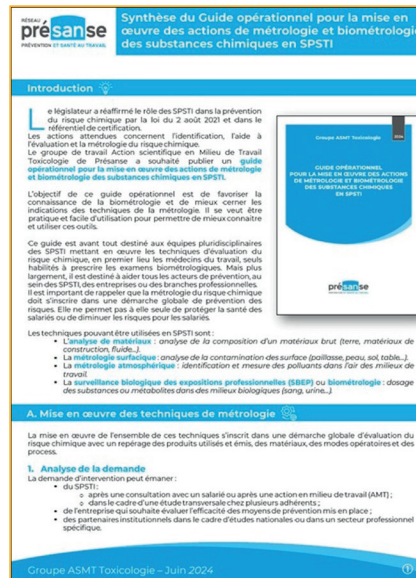 RÉSEAU
présanse
PRÉVENTION ET SANTÉ AU TRAVAIL
Synthèse du Guide opérationnel pour la mise en
œuvre des actions de métrologie et biométrologie
des substances chimiques en SPSTI
Introduction
Le législateur a réaffirmé le rôle des SPSTI dans la prévention
du risque chimique par la loi du 2 août 2021 et dans le
référentiel de certification.
Les actions attendues concernent l'identification, l'aide à
l'évaluation et la métrologie du risque chimique.
Le groupe de travail Action scientifique en Milieu de Travail
Toxicologie de Présanse a souhaité publier un guide
opérationnel pour la mise en œuvre des actions de métrologie
et biométrologie des substances chimiques en SPSTI.
L'objectif de ce guide opérationnel est de favoriser la
connaissance de la biométrologie et de mieux cerner les
indications des techniques de la métrologie. Il se veut être
pratique et facile d'utilisation pour permettre de mieux connaitre
et utiliser ces outils.
Ce guide est avant tout destiné aux équipes pluridisciplinaires
des SPSTI mettant en œuvre les techniques d'évaluation du
risque chimique, en premier lieu les médecins du travail, seuls
habilités à prescrire les examens biométrologiques. Mais plus
largement, il est destiné à aider tous les acteurs de prévention, au
sein des SPSTI, des entreprises ou des branches professionnelles.
Il est important de rappeler que la métrologie du risque chimique
doit s'inscrire dans une démarche globale de prévention des
risques. Elle ne permet pas à elle seule de protéger la santé des
salariés ou de diminuer les risques pour les salariés.
Groupe ASMT Toxicologie
2024
GUIDE OPÉRATIONNEL
POUR LA MISE EN ŒUVRE DES ACTIONS
DE MÉTROLOGIE ET BIOMÉTROLOGIE
DES SUBSTANCES CHIMIQUES
EN SPSTI
présanse
Les techniques pouvant être utilisées en SPSTI sont :
• L'analyse de matériaux : analyse de la composition d'un matériaux brut (terre, matériaux de
construction, fluide...).
• La métrologie surfacique : analyse de la contamination des surface (paillasse, peau, sol, table...).
• La métrologie atmosphérique : identification et mesure des polluants dans l'air des milieux de
travail.
• La surveillance biologique des expositions professionnelles (SBEP) ou biométrologie : dosage
des substances ou métabolites dans des milieux biologiques (sang, urine...)
A. Mise en œuvre des techniques de métrologie
La mise en œuvre de l'ensemble de ces techniques s'inscrit dans une démarche globale d'évaluation du
risque chimique avec un repérage des produits utilisés et émis, des matériaux, des modes opératoires et des
process.
1. Analyse de la demande
La demande d'intervention peut émaner :
• du SPSTI :
o après une consultation avec un salarié ou après une action en milieu de travail (AMT) ;
o dans le cadre d'une étude transversale chez plusieurs adhérents ;
• de l'entreprise qui souhaite évaluer l'efficacité des moyens de prévention mis en place ;
• des partenaires institutionnels dans le cadre d'études nationales ou dans un secteur professionnel
spécifique.
Groupe ASMT Toxicologie – Juin 2024
1